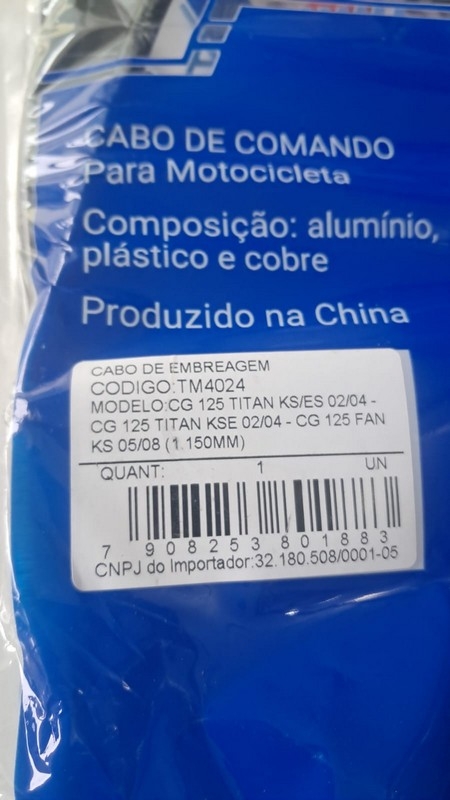 CABO DE COMANDO
Para Motocicleta
Composição: alumínio,
plástico e cobre
Produzido na China
CABO DE EMBREAGEM
CODIGO:TM4024
MODELO:CG 125 TITAN KS/ES 02/04 -
CG 125 TITAN KSE 02/04 - CG 125 FAN
KS 05/08 (1.150MM)
QUANT: 1 UN
7 908253 801883
CNPJ do Importador:32.180.508/0001-05